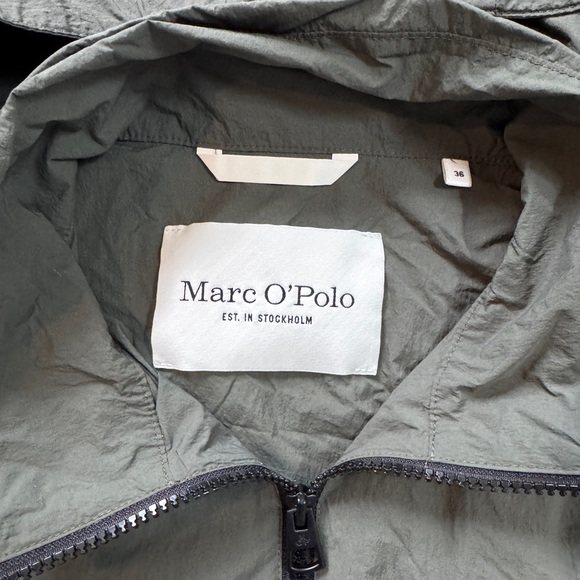 36
Marc O'Polo
EST. IN STOCKHOLM